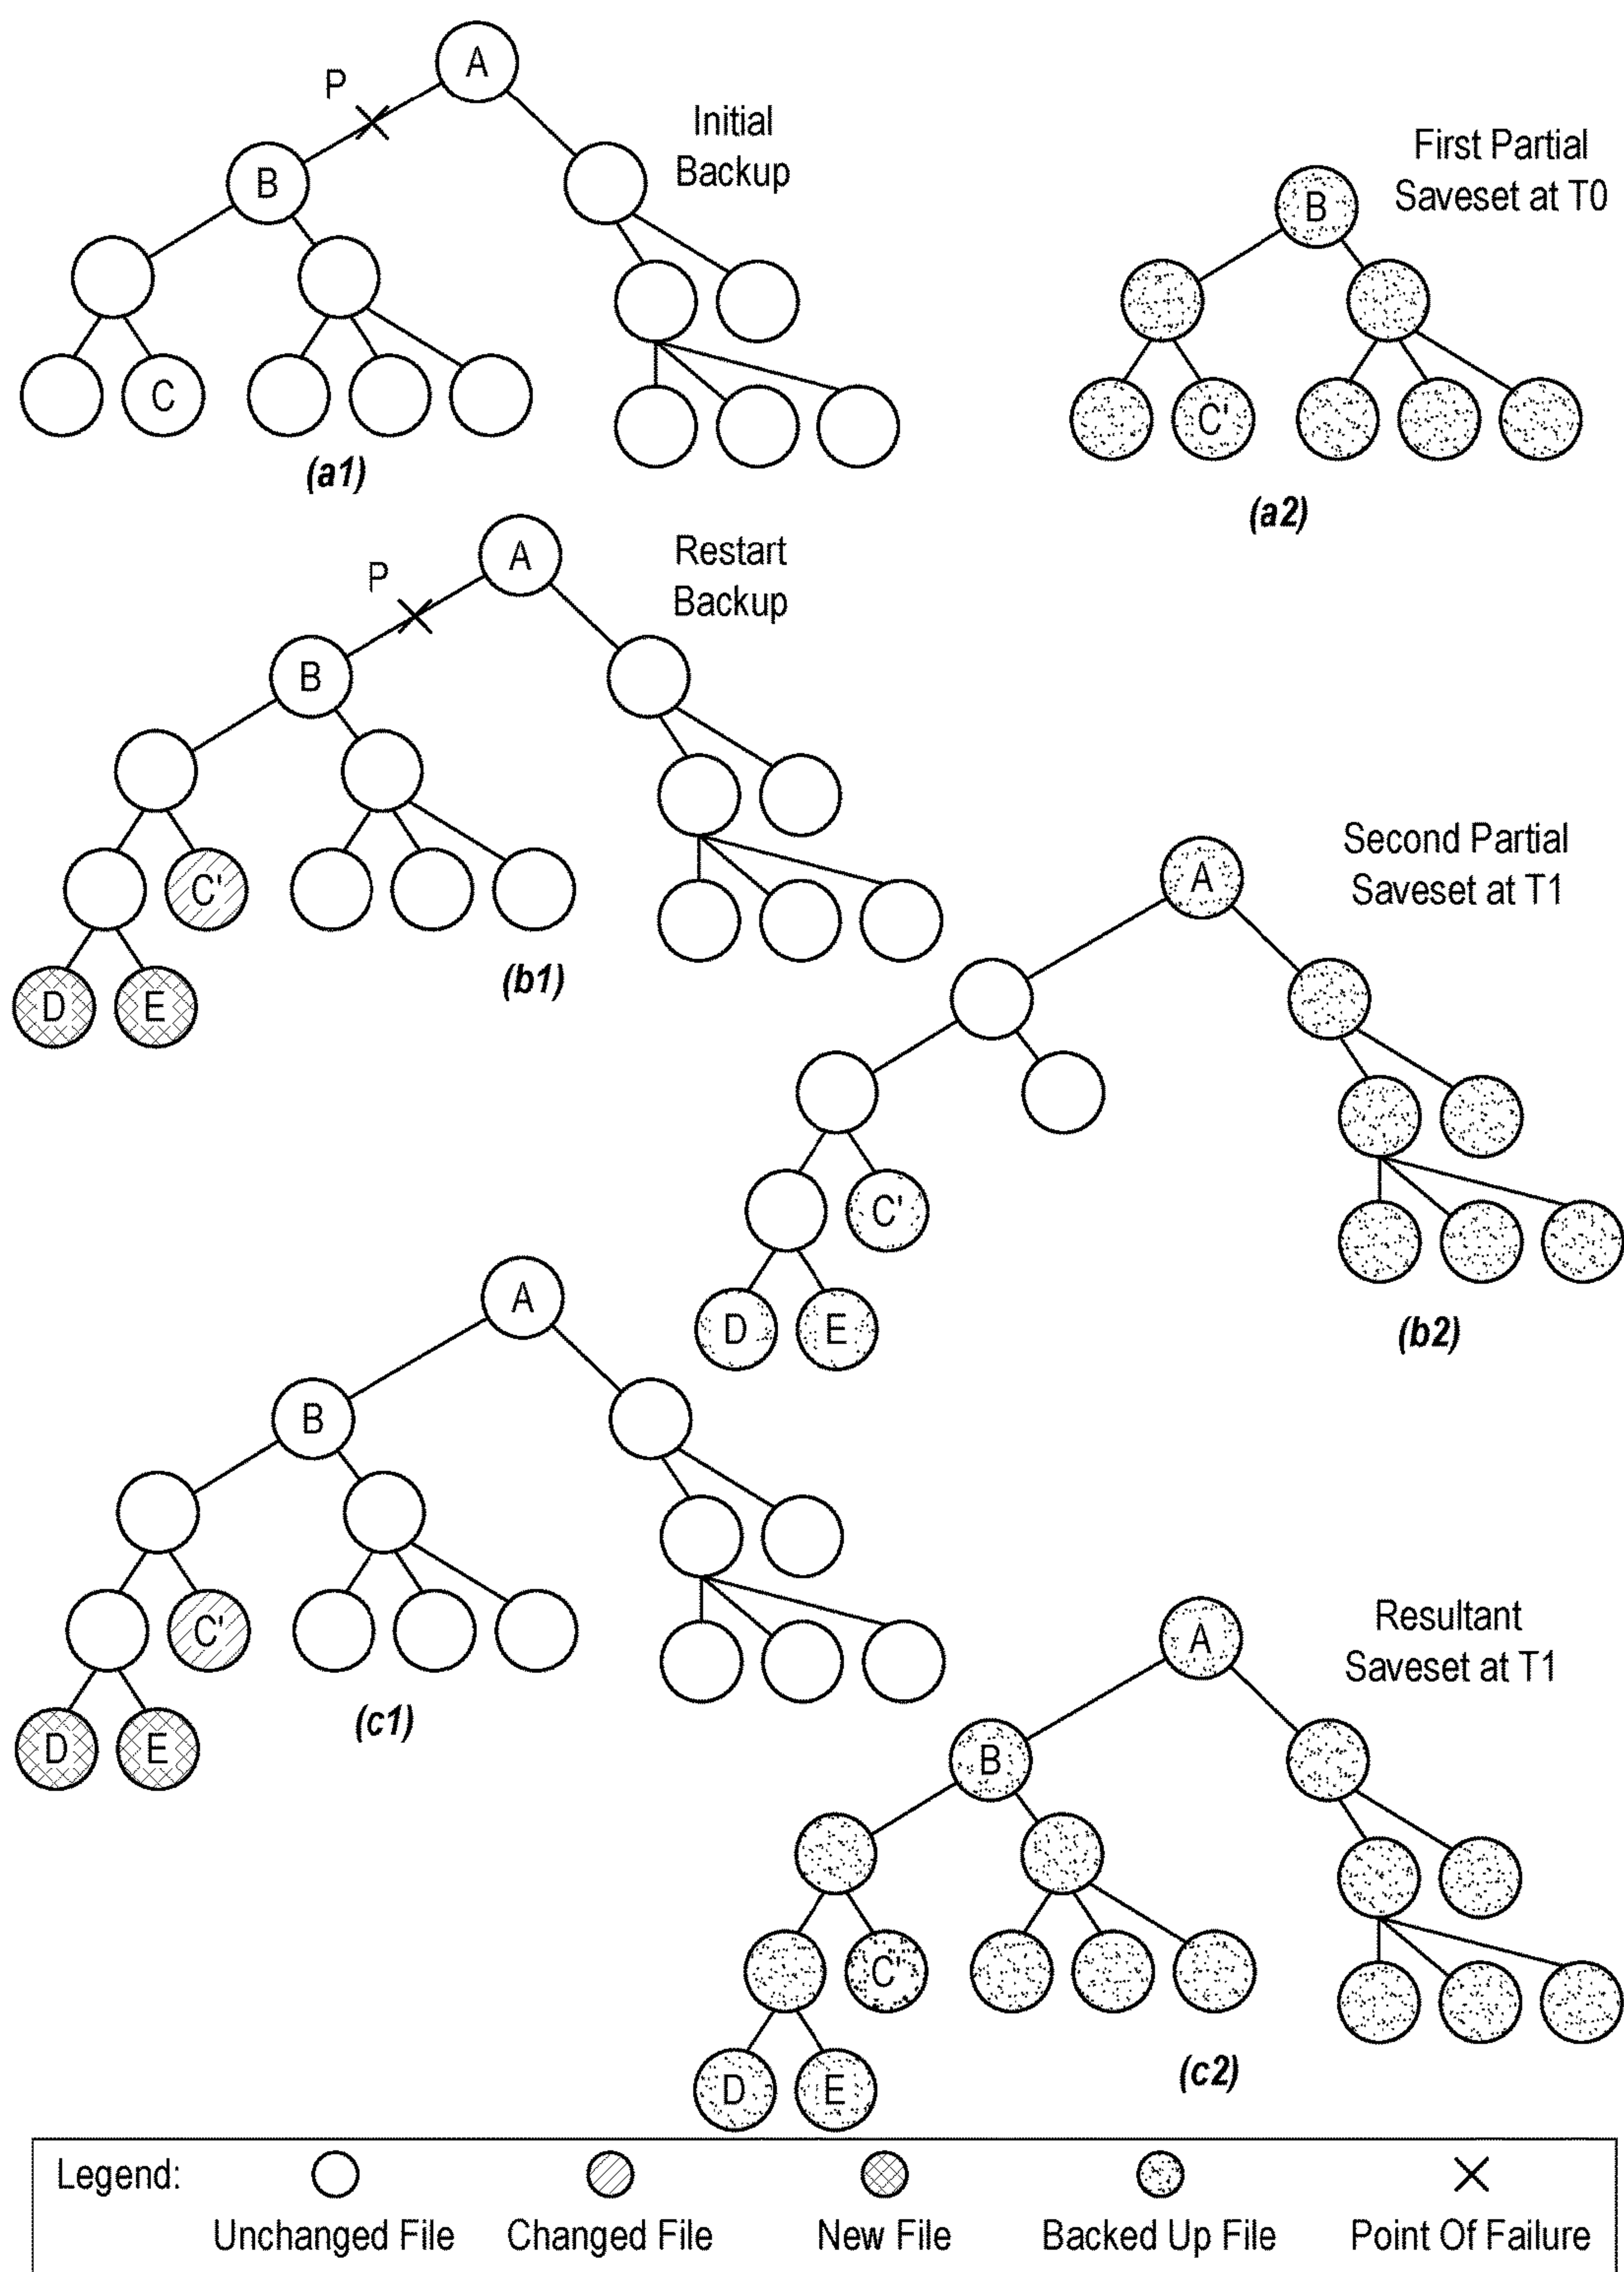 A
P
Initial
Backup
B
C
(a1)
First Partial
Saveset at T0
B
C'
(a2)
A
P
Restart
Backup
B
C'
D
E
(b1)
Second Partial
Saveset at T1
A
C'
D
E
(b2)
A
B
C'
D
E
(c1)
Resultant
Saveset at T1
A
B
C'
D
E
(c2)
Legend:
Unchanged File
Changed File
New File
Backed Up File
Point Of Failure